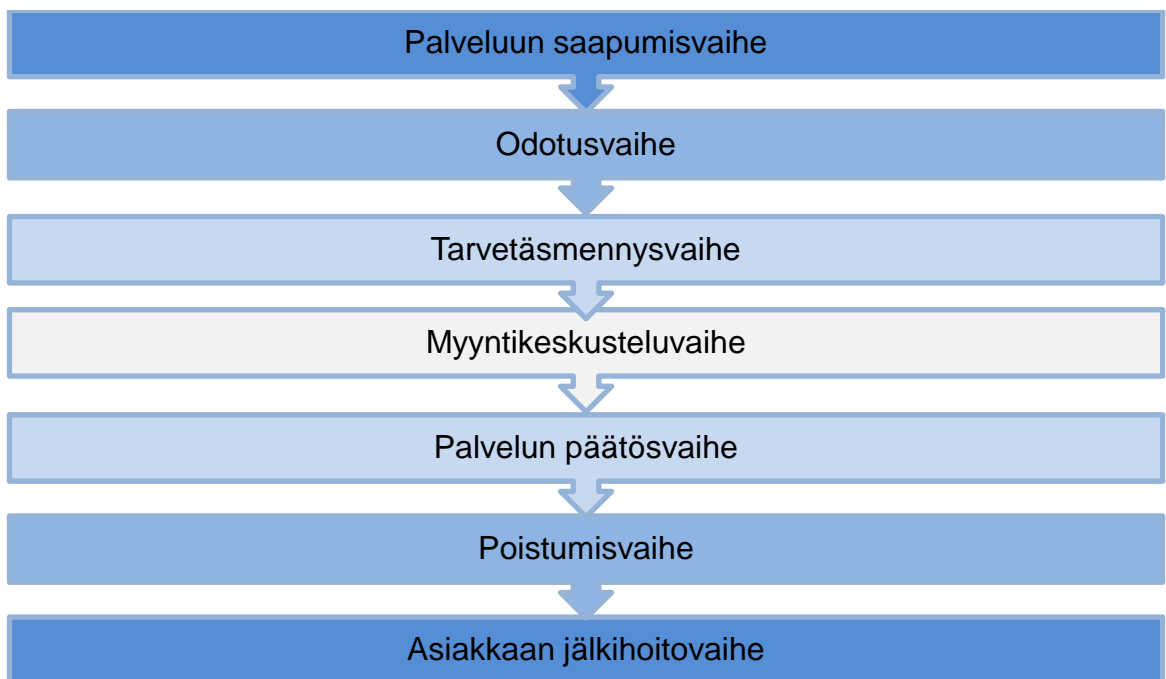 Palveluun saapumisvaihe
Odotusvaihe
Tarvetäsmennysvaihe
Myyntikeskusteluvaihe
Palvelun päätösvaihe
Poistumisvaihe
Asiakkaan jälkihoitovaihe